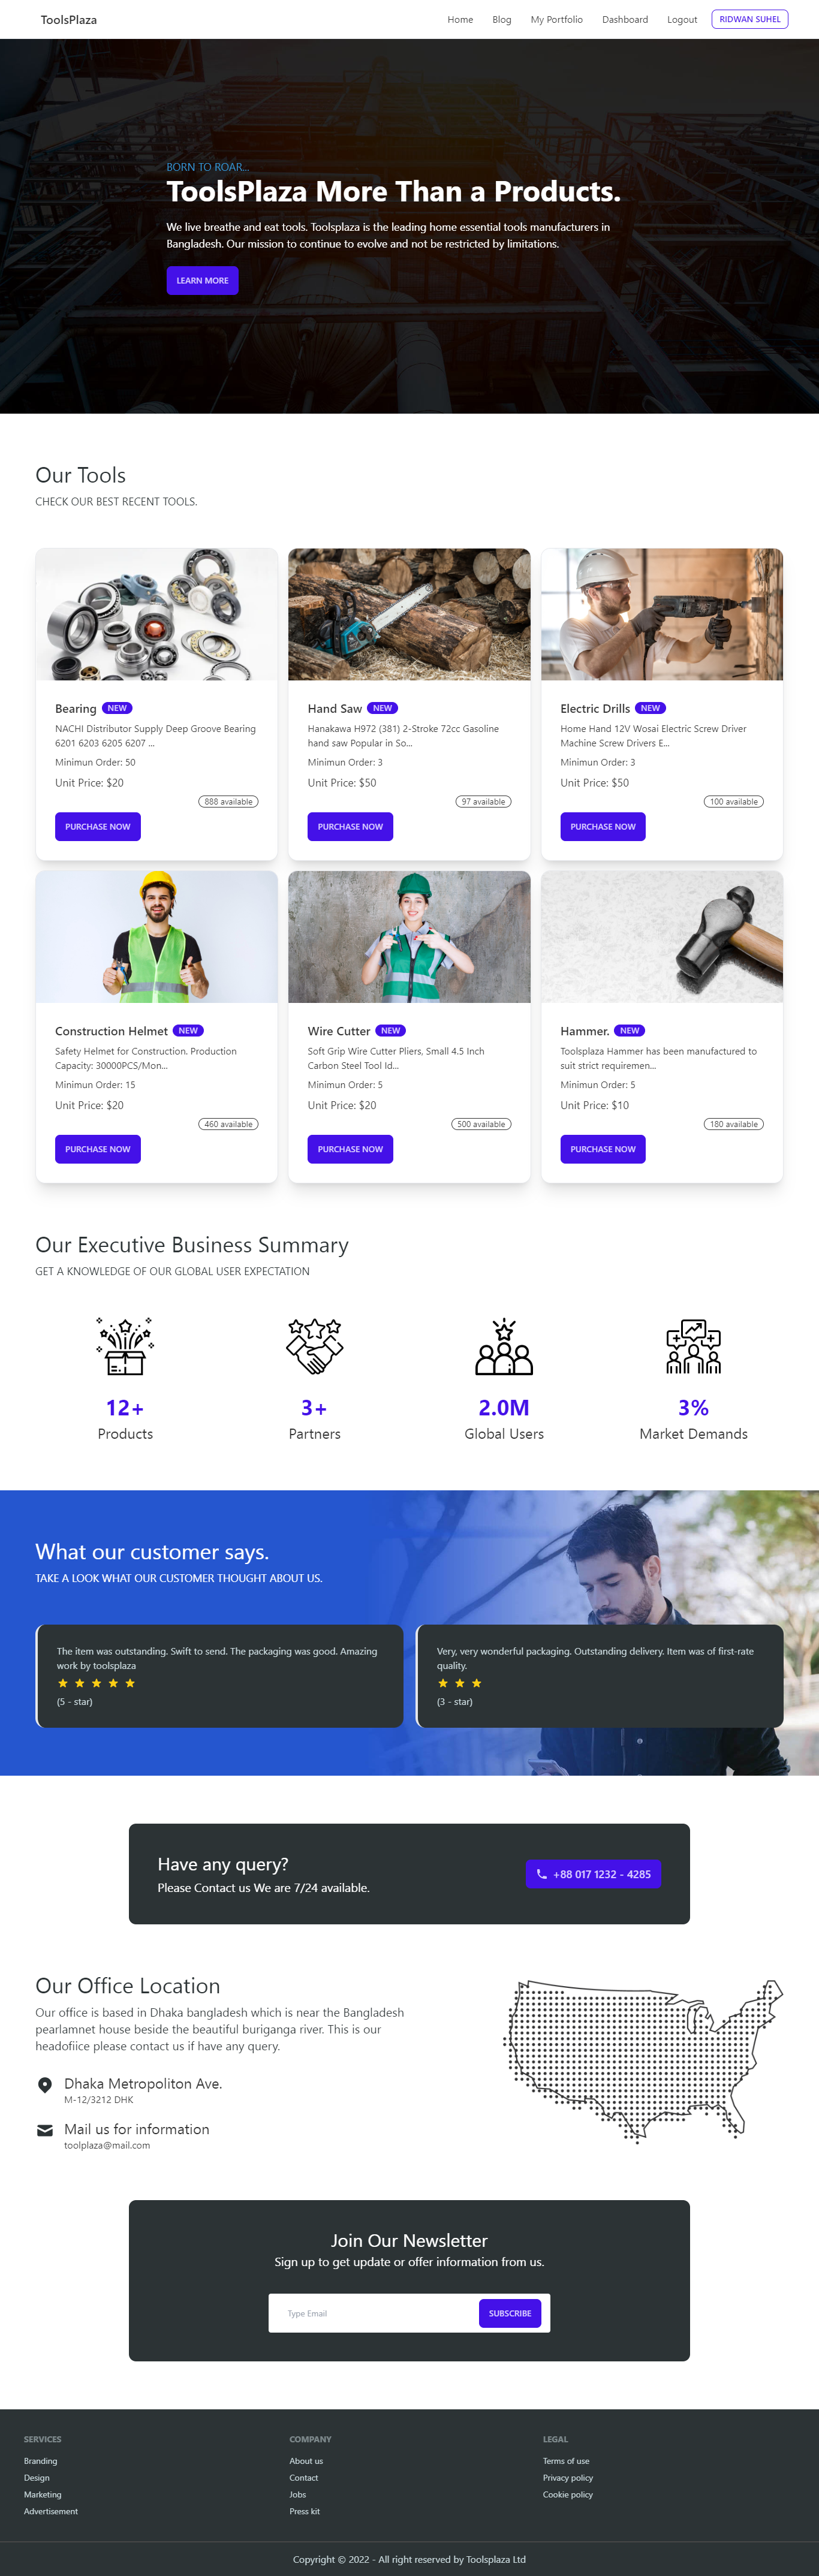 ToolsPlaza
Home Blog My Portfolio Dashboard Logout RIDWAN SUHEL
BORN TO ROAR...
ToolsPlaza More Than a Products.
We live breathe and eat tools. Toolsplaza is the leading home essential tools manufacturers in
Bangladesh. Our mission to continue to evolve and not be restricted by limitations.
LEARN MORE
Our Tools
CHECK OUR BEST RECENT TOOLS.
Bearing NEW
NACHI Distributor Supply Deep Groove Bearing
6201 6203 6205 6207 ...
Minimun Order: 50
Unit Price: $20
888 available
PURCHASE NOW
Hand Saw NEW
Hanakawa H972 (381) 2-Stroke 72cc Gasoline
hand saw Popular in So...
Minimun Order: 3
Unit Price: $50
97 available
PURCHASE NOW
Electric Drills NEW
Home Hand 12V Wosai Electric Screw Driver
Machine Screw Drivers E...
Minimun Order: 3
Unit Price: $50
100 available
PURCHASE NOW
Construction Helmet NEW
Safety Helmet for Construction. Production
Capacity: 30000PCS/Mon...
Minimun Order: 15
Unit Price: $20
460 available
PURCHASE NOW
Wire Cutter NEW
Soft Grip Wire Cutter Pliers, Small 4.5 Inch
Carbon Steel Tool Id...
Minimun Order: 5
Unit Price: $20
500 available
PURCHASE NOW
Hammer. NEW
Toolsplaza Hammer has been manufactured to
suit strict requiremen...
Minimun Order: 5
Unit Price: $10
180 available
PURCHASE NOW
Our Executive Business Summary
GET A KNOWLEDGE OF OUR GLOBAL USER EXPECTATION
12+
Products
3+
Partners
2.0M
Global Users
3%
Market Demands
What our customer says.
TAKE A LOOK WHAT OUR CUSTOMER THOUGHT ABOUT US.
The item was outstanding. Swift to send. The packaging was good. Amazing
work by toolsplaza
(5 - star)
Very, very wonderful packaging. Outstanding delivery. Item was of first-rate
quality.
(3 - star)
Have any query?
Please Contact us We are 7/24 available.
+88 017 1232 - 4285
Our Office Location
Our office is based in Dhaka bangladesh which is near the Bangladesh
pearlamnet house beside the beautiful buriganga river. This is our
headofiice please contact us if have any query.
Dhaka Metropoliton Ave.
M-12/3212 DHK
Mail us for information
toolplaza@mail.com
Join Our Newsletter
Sign up to get update or offer information from us.
Type Email
SUBSCRIBE
SERVICES
Branding
Design
Marketing
Advertisement
COMPANY
About us
Contact
Jobs
Press kit
LEGAL
Terms of use
Privacy policy
Cookie policy
Copyright © 2022 - All right reserved by Toolsplaza Ltd